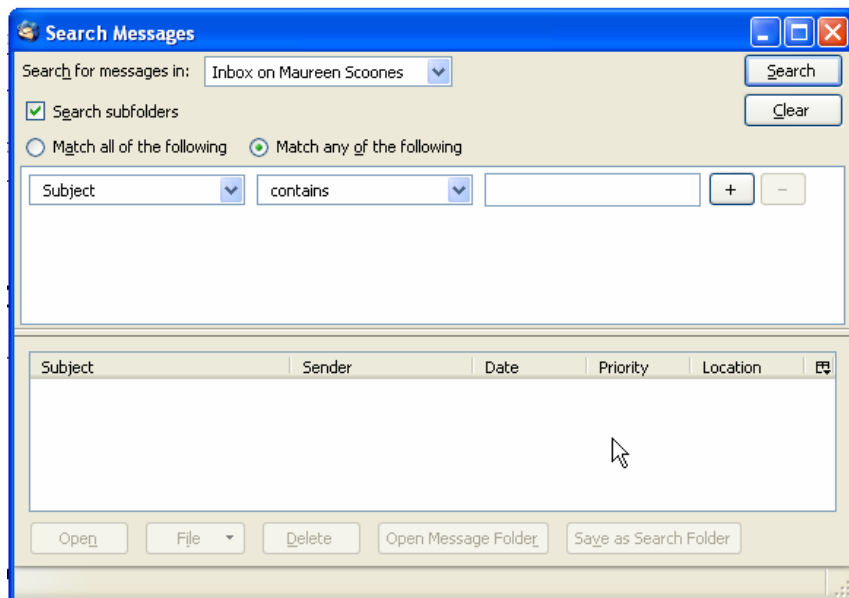 Search Messages
Search for messages in: Inbox on Maureen Scoones Search
Search subfolders Clear
Match all of the following Match any of the following
Subject contains + -
Subject Sender Date Priority Location
Open File Delete Open Message Folder Save as Search Folder